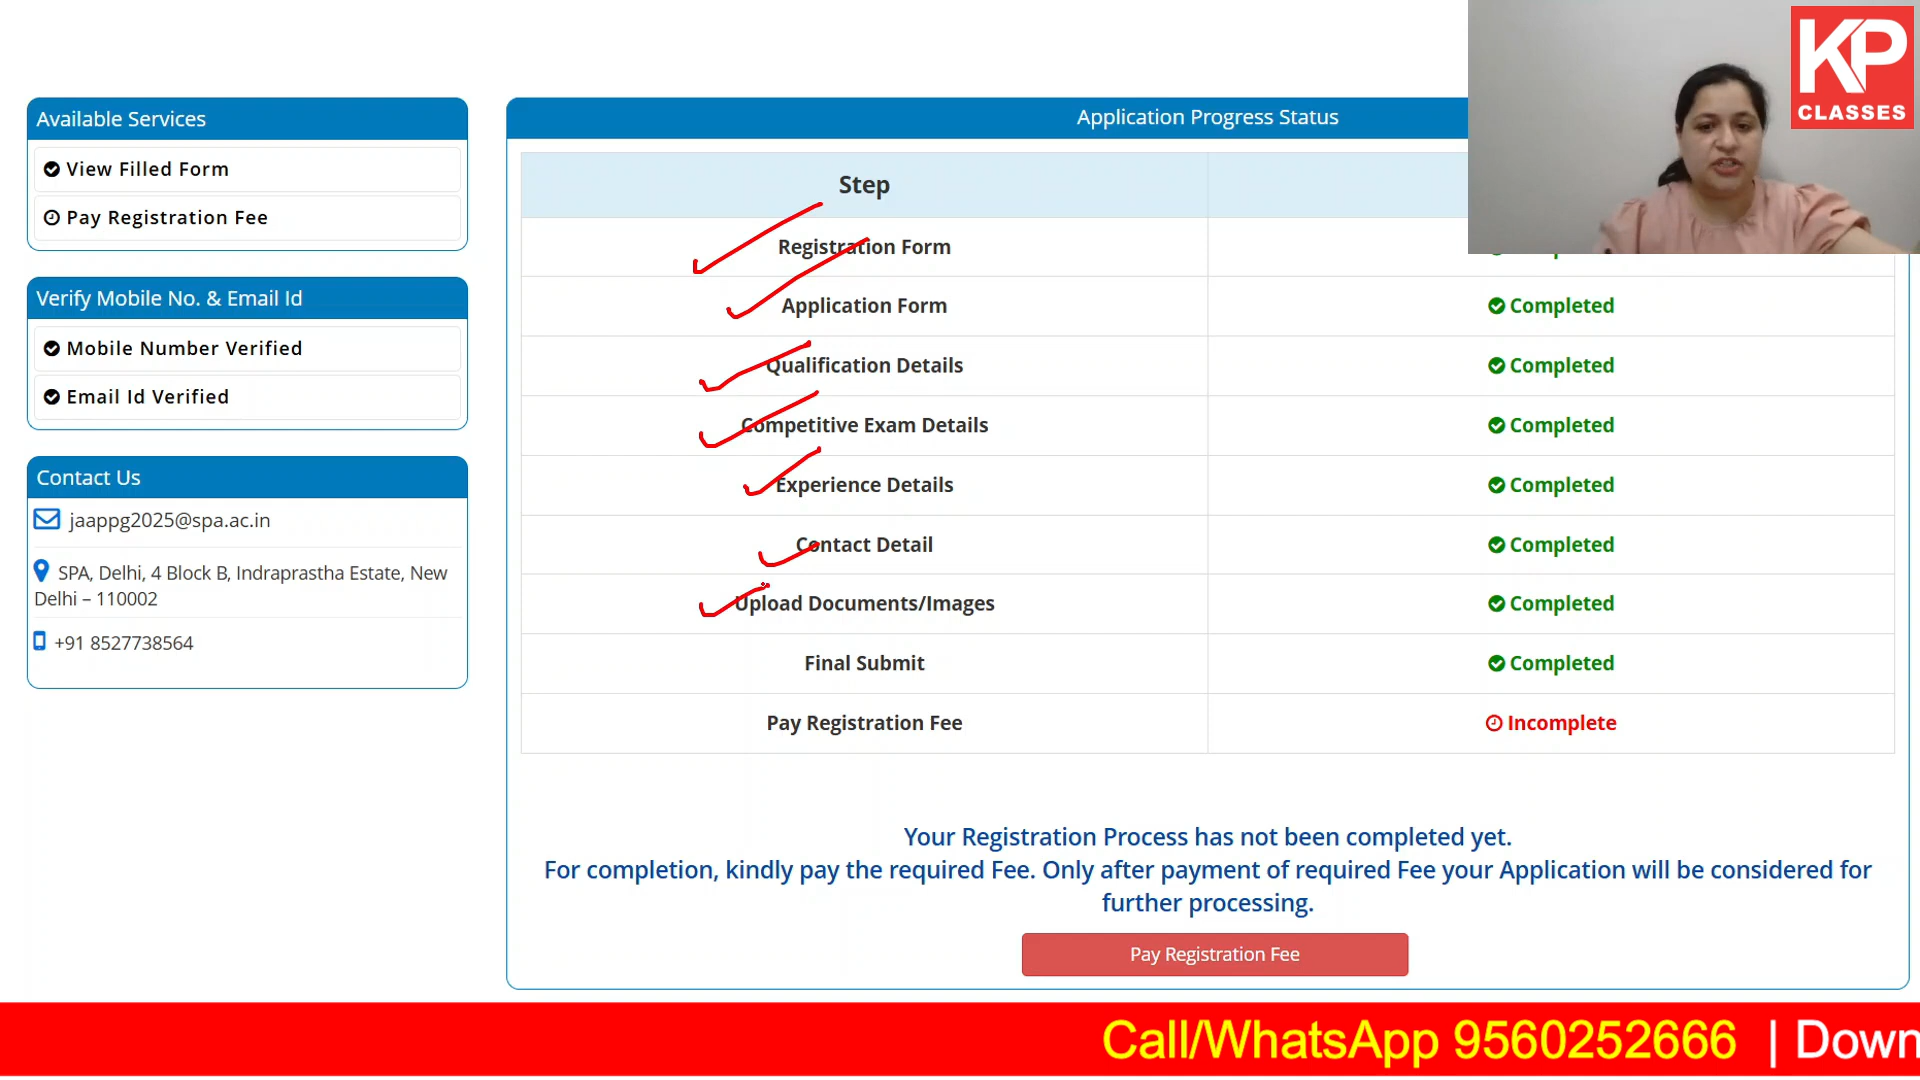 KP
CLASSES
Available Services
View Filled Form
Pay Registration Fee
Verify Mobile No. & Email Id
Mobile Number Verified
Email Id Verified
Contact Us
jaappg2025@spa.ac.in
SPA, Delhi, 4 Block B, Indraprastha Estate, New
Delhi – 110002
+91 8527738564
Application Progress Status
Step
Registration Form
Application Form Completed
Qualification Details Completed
Competitive Exam Details Completed
Experience Details Completed
Contact Detail Completed
Upload Documents/Images Completed
Final Submit Completed
Pay Registration Fee Incomplete
Your Registration Process has not been completed yet.
For completion, kindly pay the required Fee. Only after payment of required Fee your Application will be considered for
further processing.
Pay Registration Fee
Call/WhatsApp 9560252666 | Down